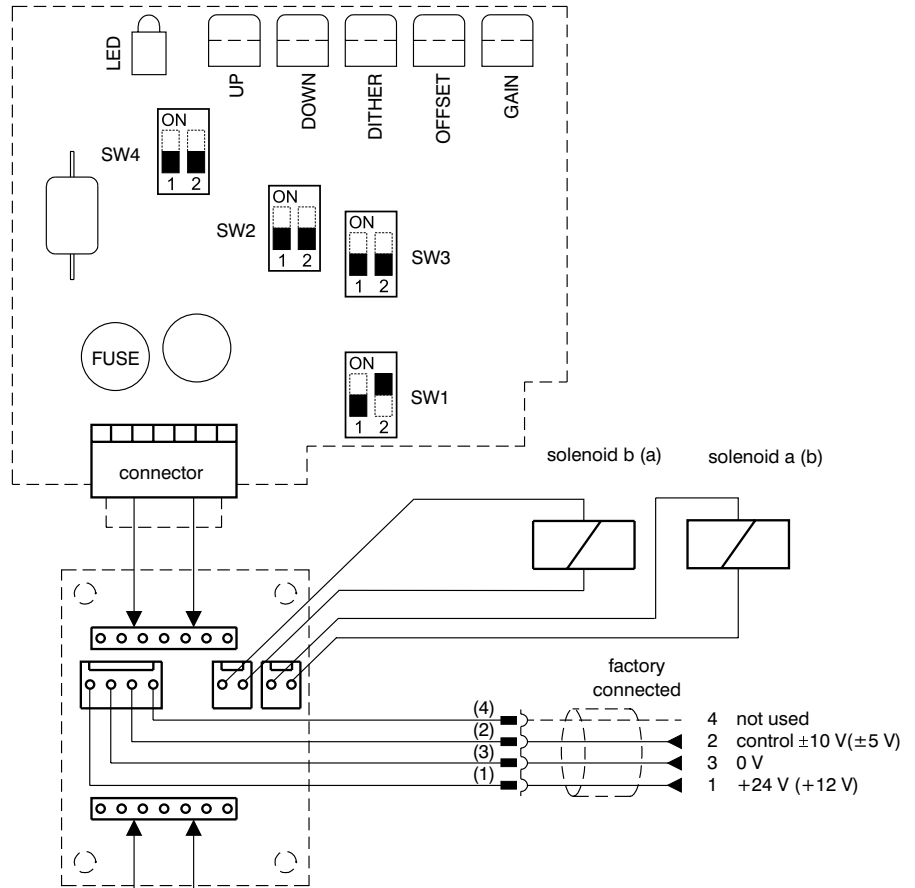 LED
UP
DOWN
DITHER
OFFSET
GAIN
ON
SW4
1 2
ON
SW2
1 2
ON
SW3
1 2
FUSE
ON
SW1
1 2
connector
solenoid b (a)
solenoid a (b)
factory
connected
(4)
4 not used
(2)
2 control ±10 V(±5 V)
(3)
3 0 V
(1)
1 +24 V (+12 V)